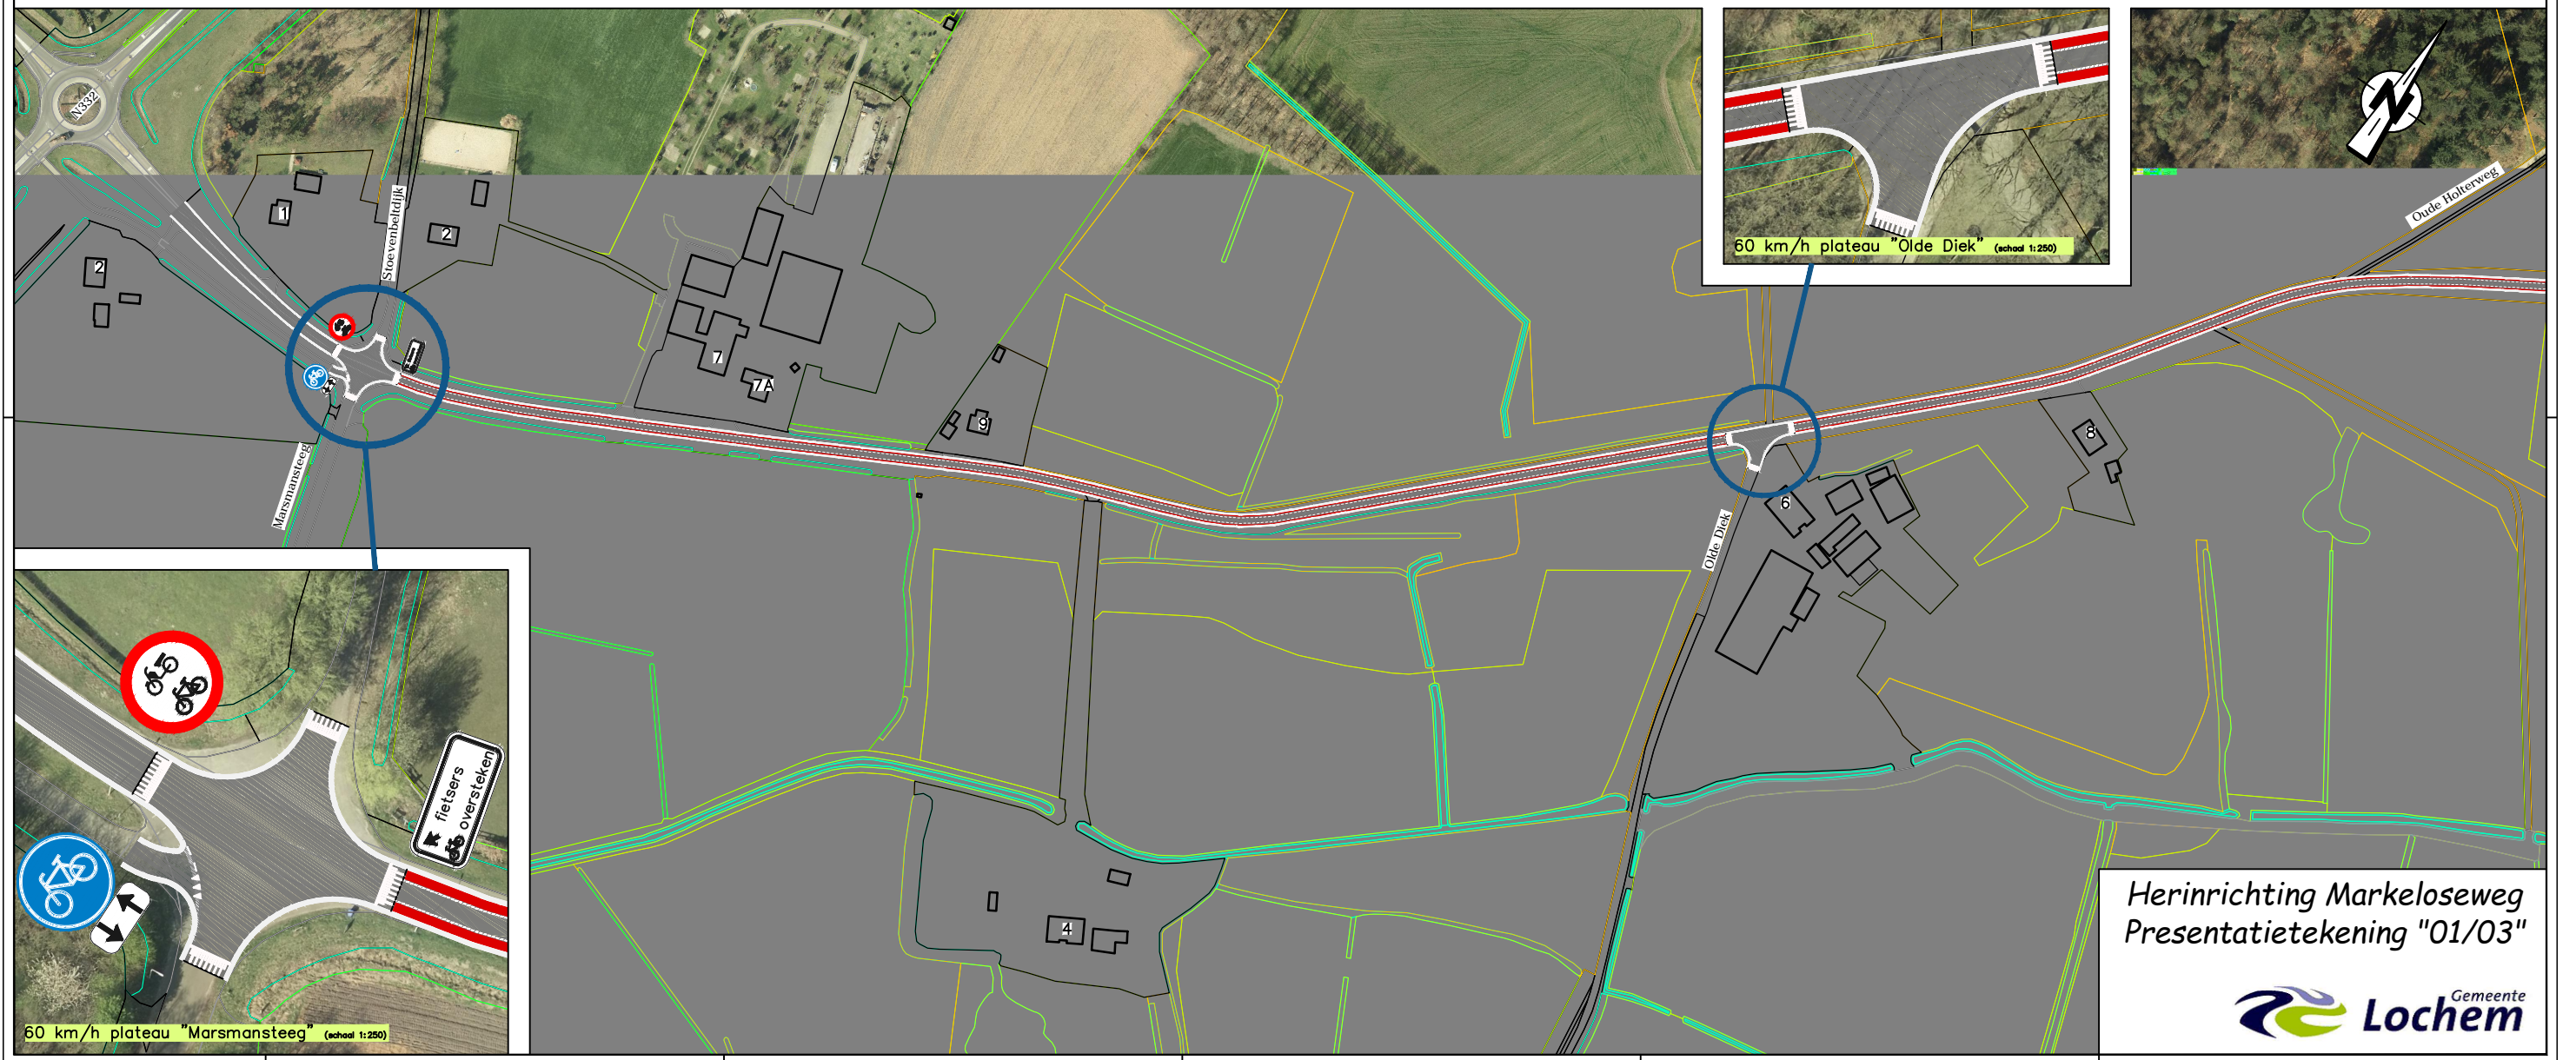 N332
1
2
2
Stoevenbeltdijk
Marsmansteeg
7
7A
9
60 km/h plateau "Olde Diek" (schaal 1:250)
N
Oude Holterweg
8
6
Olde Diek
4
fietsers
oversteken
60 km/h plateau "Marsmansteeg" (schaal 1:250)
Herinrichting Markeloseweg
Presentatietekening "01/03"
Gemeente
Lochem